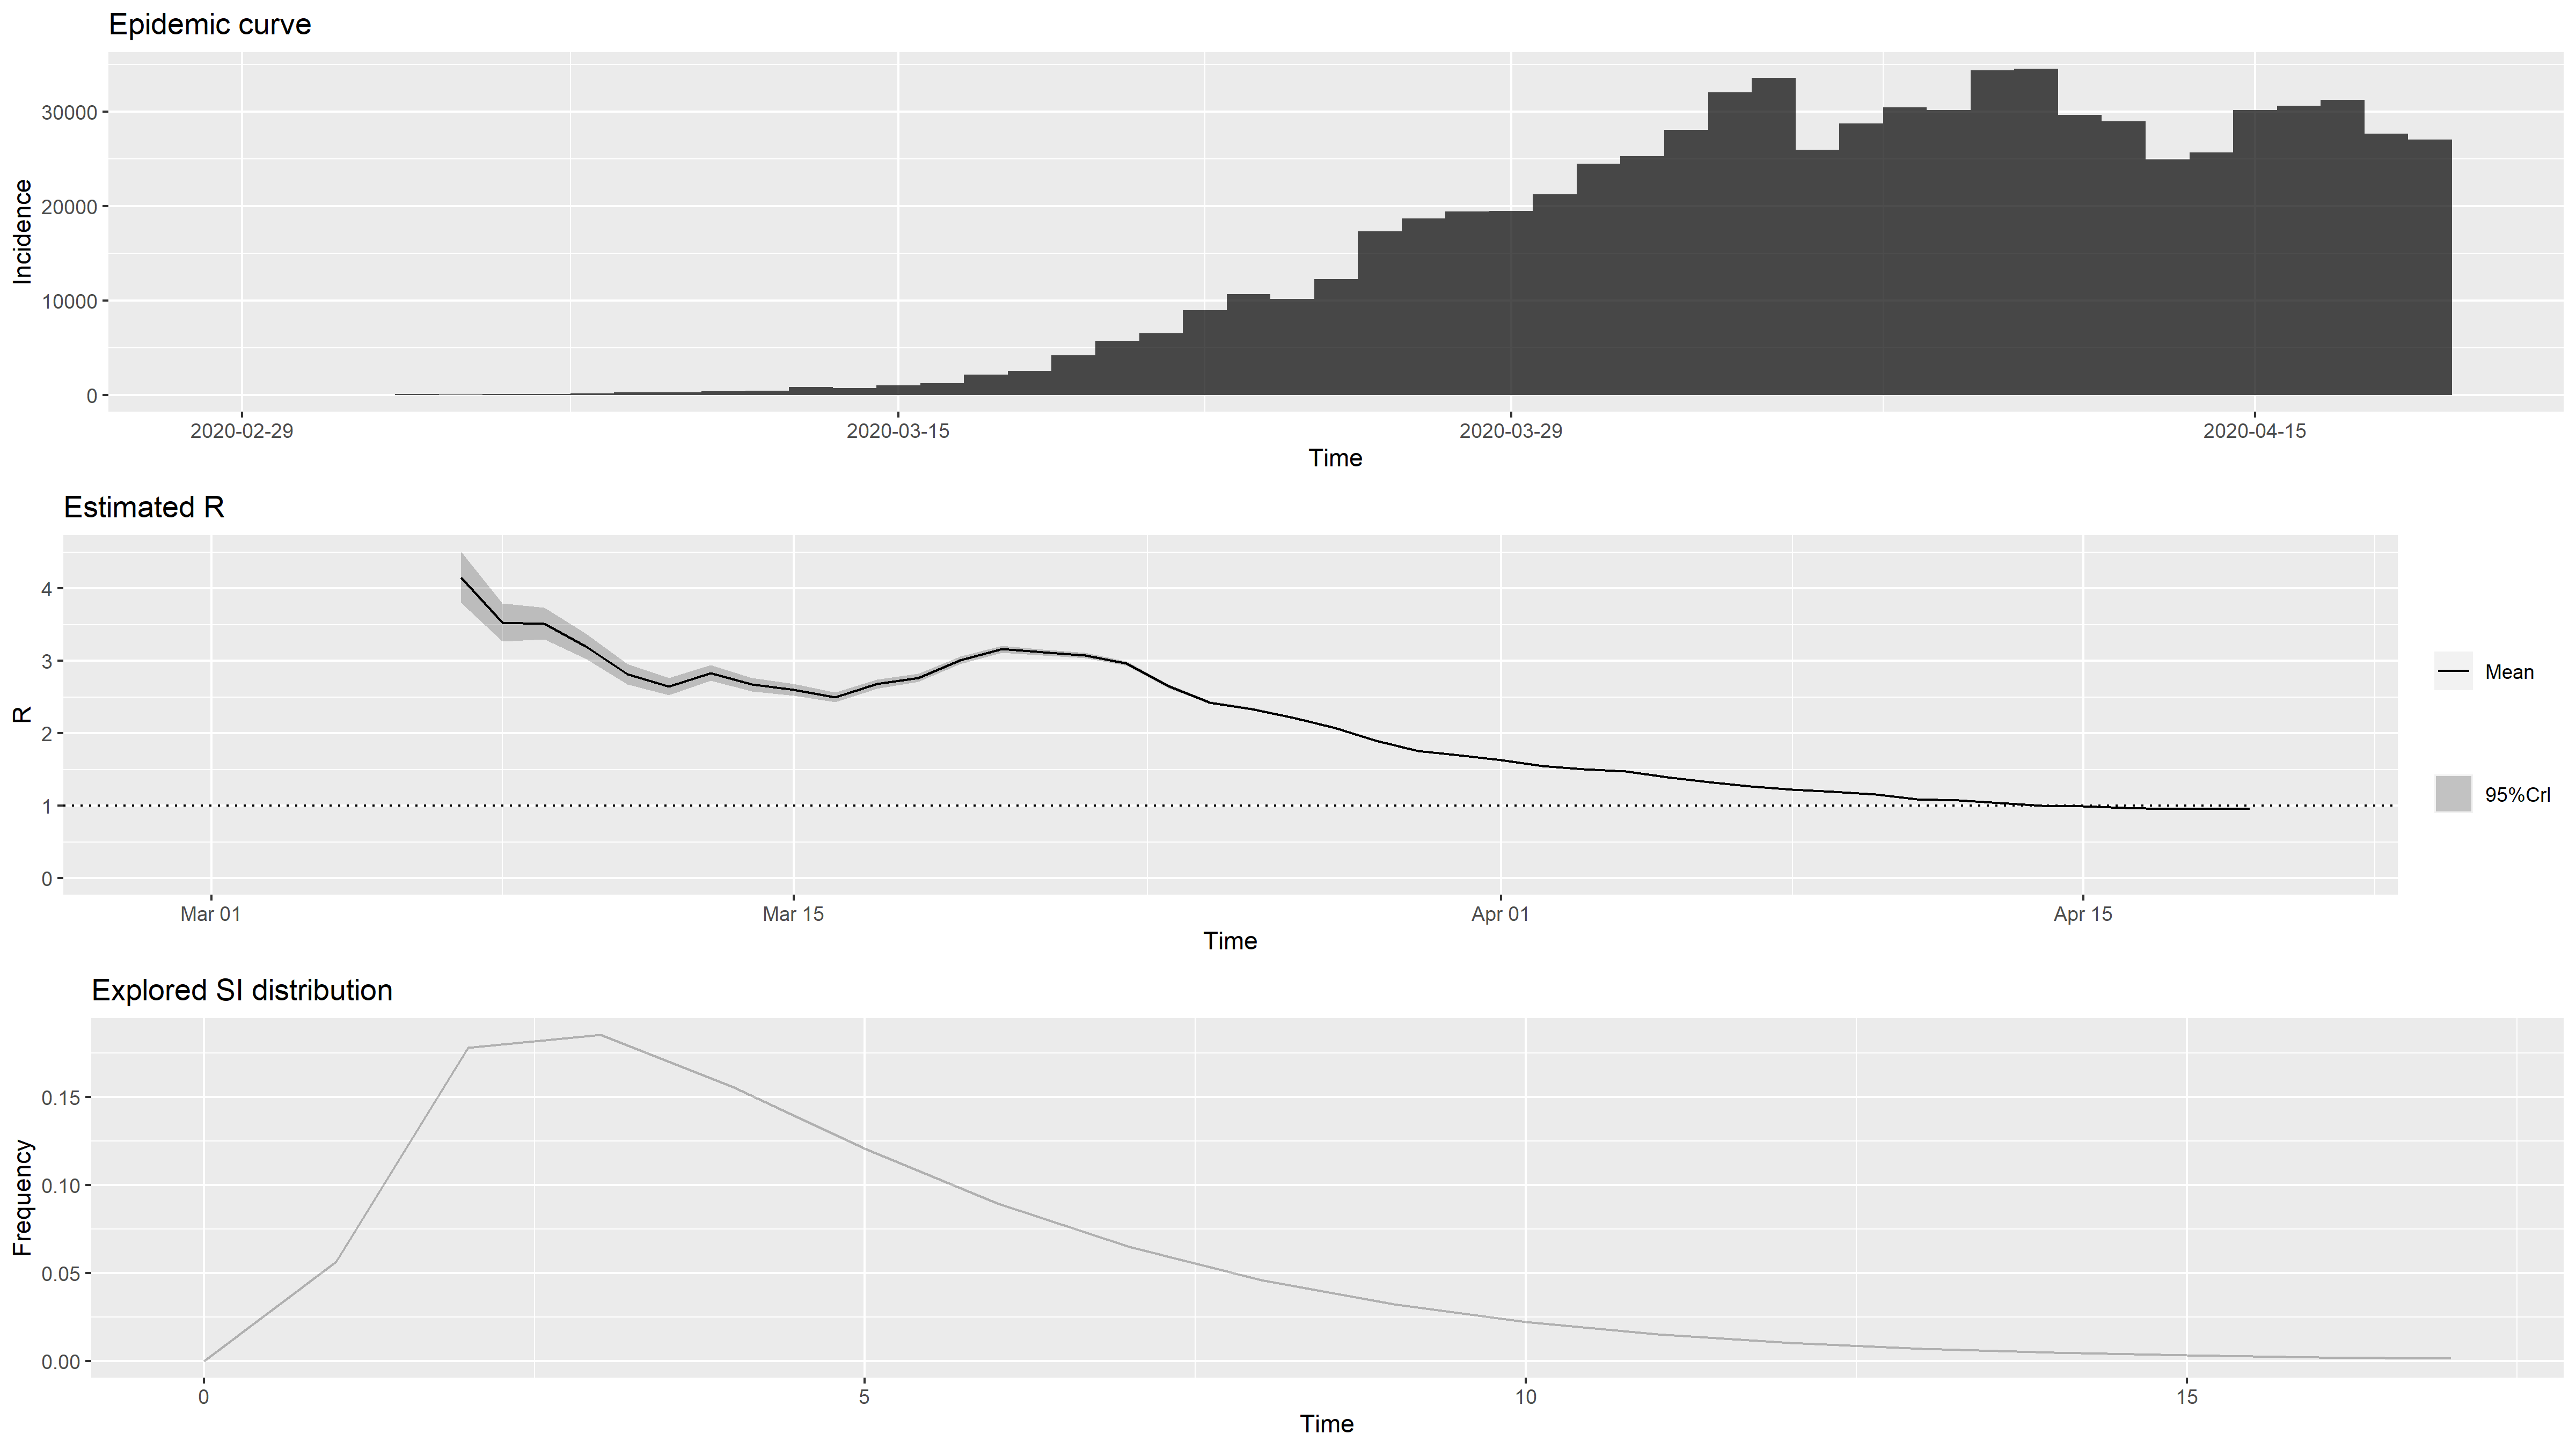 Epidemic curve
30000
20000
10000
0
Incidence
2020-02-29 2020-03-15 2020-03-29 2020-04-15
Time
Estimated R
4
3
2
1
0
R
Mar 01 Mar 15 Apr 01 Apr 15
Time
Mean
95%CrI
Explored SI distribution
0.15
0.10
0.05
0.00
Frequency
0 5 10 15
Time